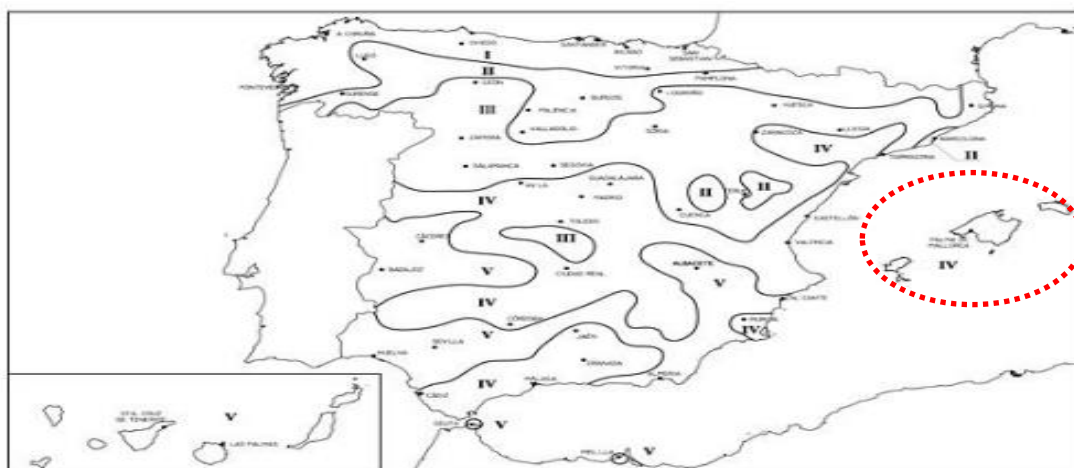 A CORUÑA
OVIEDO
SANTANDER
BILBAO
SAN
SEBASTIAN
LUGO
I
VITORIA
PAMPLONA
PONTEVEDRA
II
LEON
OURENSE
BURGOS
LOGROÑO
HUESCA
GIRONA
III
PALENCIA
VALLADOLID
SORIA
ZARAGOZA
LLEIDA
ZAMORA
IV
BARCELONA
TARRAGONA
II
SALAMANCA
SEGOVIA
GUADALAJARA
IV
MADRID
II
II
CUENCA
CASTELLÓN
TOLEDO
CÁCERES
III
VALENCIA
PALMA DE
MALLORCA
IV
BADAJOZ
V
CIUDAD REAL
ALBACETE
V
IV
ALICANTE
CÓRDOBA
V
MURCIA
IV
JAÉN
SEVILLA
HUELVA
GRANADA
IV
MÁLAGA
ALMERIA
CÁDIZ
STA. CRUZ
DE TENERIFE
V
CEUTA
V
LAS PALMAS
MELILLA
V